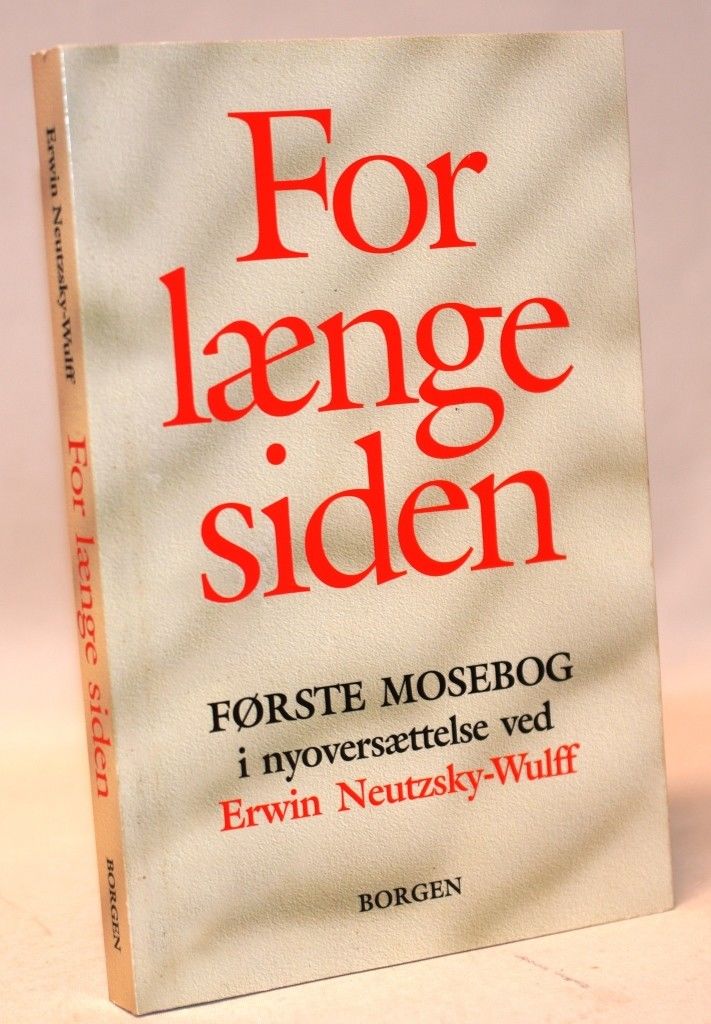 For
længe
siden
FØRSTE MOSEBOG
i nyoversættelse ved
Erwin Neutzsky-Wulff
BORGEN
Erwin Neutzsky-Wulff For længe siden BORGEN